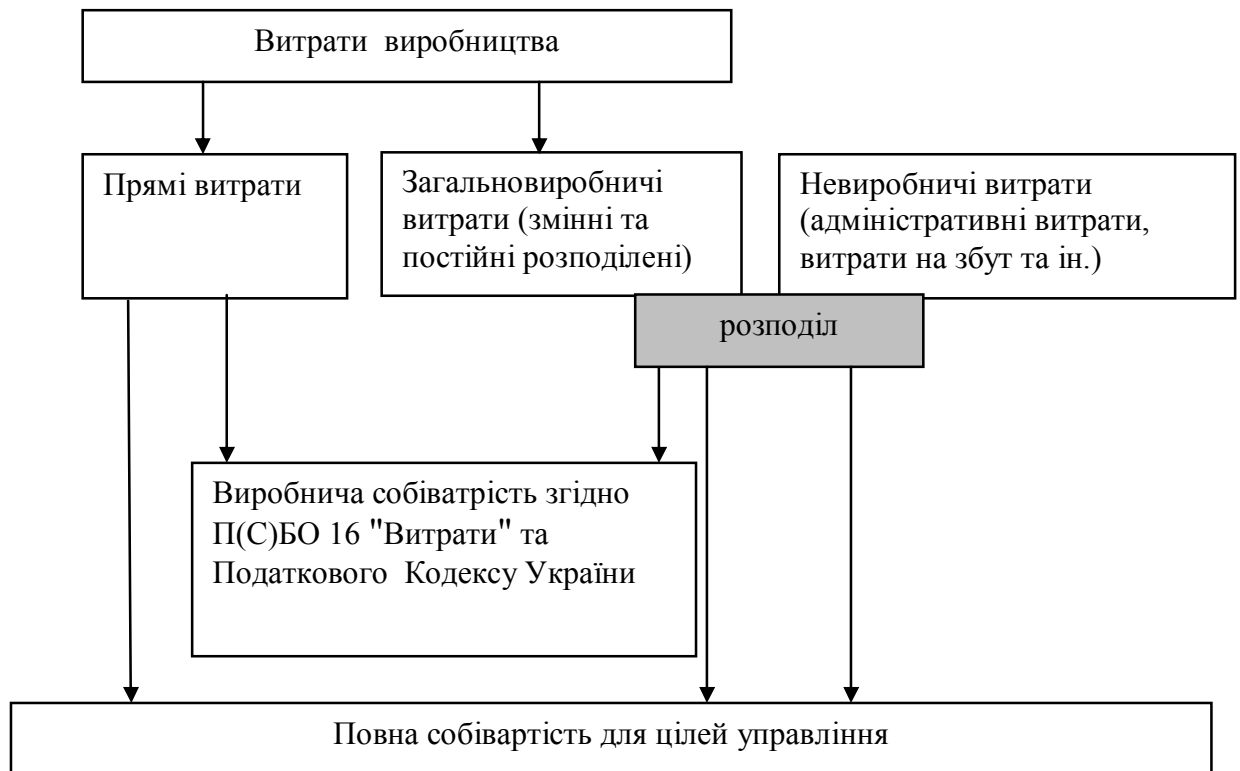 Витрати виробництва
Прямі витрати
Загальновиробничі
витрати (змінні та
постійні розподілені)
Невиробничі витрати
(адміністративні витрати,
витрати на збут та ін.)
розподіл
Виробнича собіватрість згідно
П(С)БО 16 "Витрати" та
Податкового Кодексу України
Повна собівартість для цілей управління